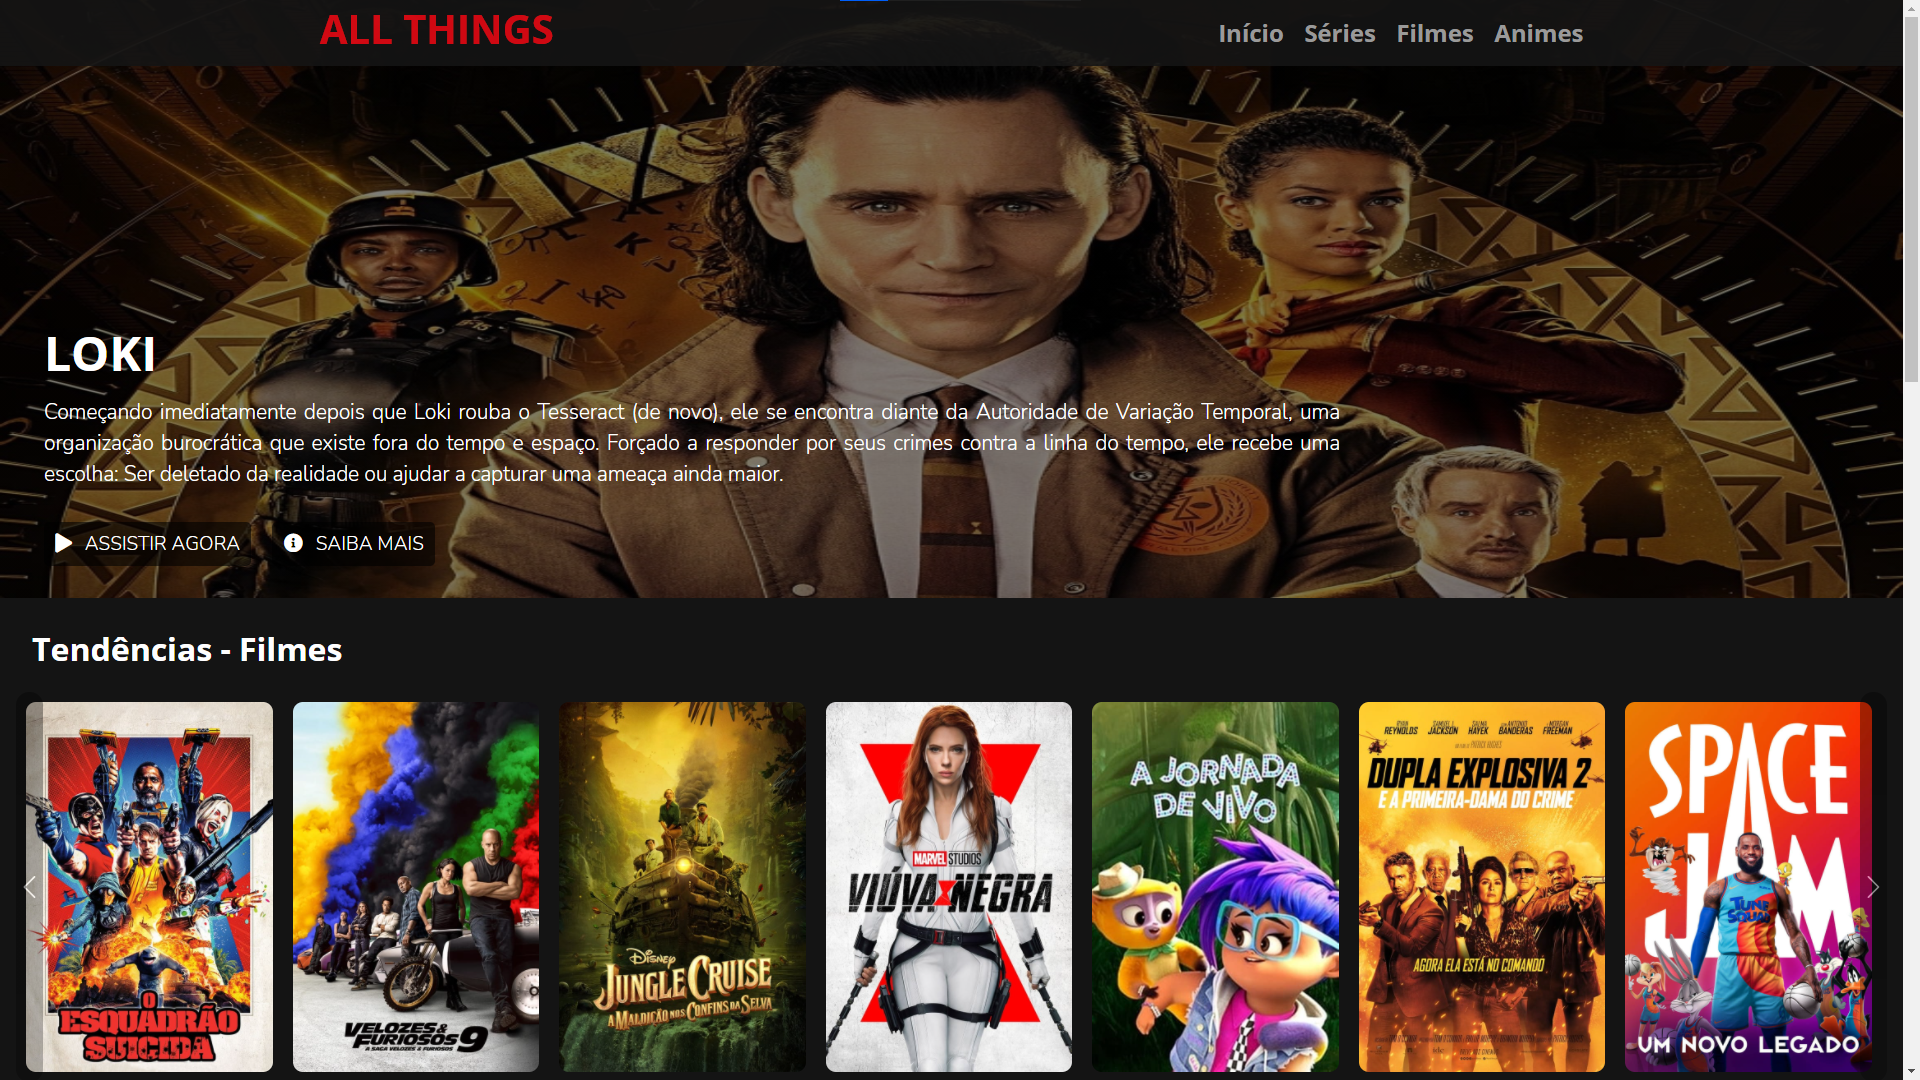 ALL THINGS
Início Séries Filmes Animes
LOKI
Começando imediatamente depois que Loki rouba o Tesseract (de novo), ele se encontra diante da Autoridade de Variação Temporal, uma
organização burocrática que existe fora do tempo e espaço. Forçado a responder por seus crimes contra a linha do tempo, ele recebe uma
escolha: Ser deletado da realidade ou ajudar a capturar uma ameaça ainda maior.
ASSISTIR AGORA SAIBA MAIS
Tendências - Filmes
O
ESQUADRÃO
SUICIDA
VELOZES &
FURIOSOS 9
A SAGA VELOZES & FURIOSOS
Disney
JUNGLE CRUISE
A MALDIÇÃO NOS CONFINS DA SELVA
MARVEL STUDIOS
VIÚVA NEGRA
A JORNADA
DE VIVO
RYAN REYNOLDS SAMUEL L. JACKSON SALMA HAYEK ANTONIO BANDERAS MORGAN FREEMAN
DUPLA EXPLOSIVA 2
E A PRIMEIRA-DAMA DO CRIME
AGORA ELA ESTÁ NO COMANDO
SPACE
JAM
TUNE
SQUAD
UM NOVO LEGADO